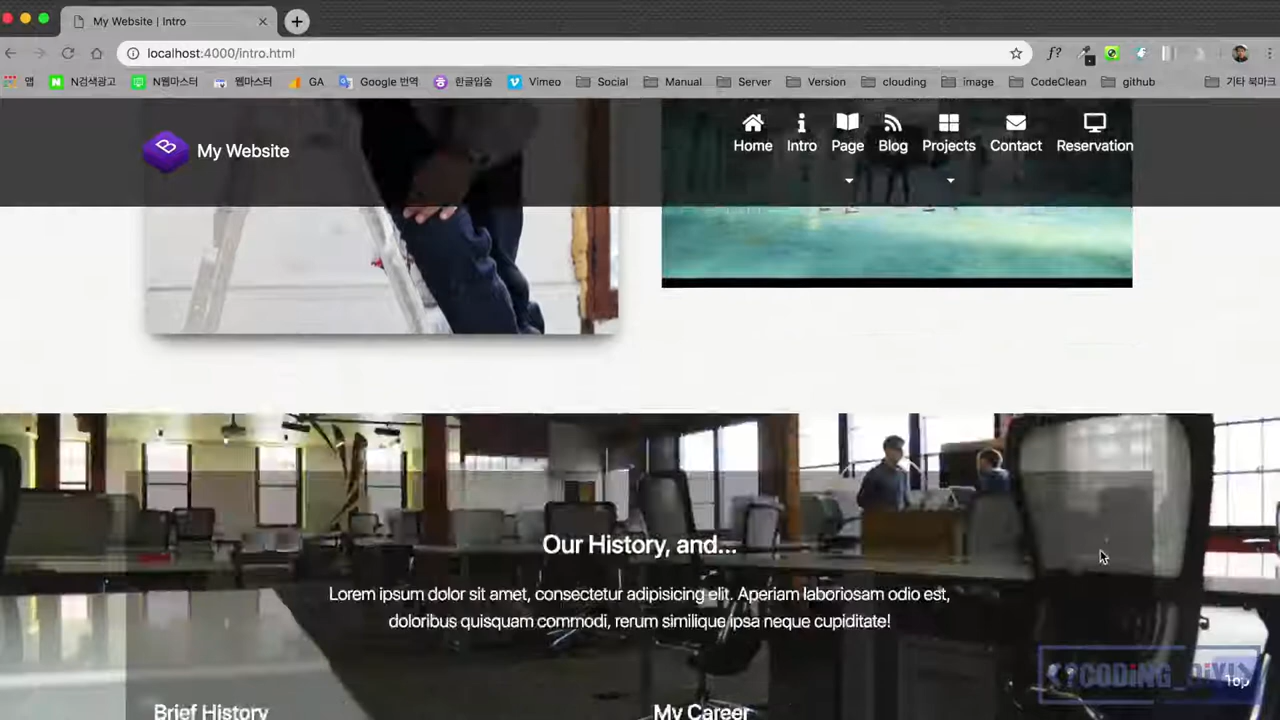 My Website | Intro
localhost:4000/intro.html
f?
앱
N검색광고
N웹마스터
웹마스터
GA
Google 번역
한글입숨
Vimeo
Social
Manual
Server
Version
clouding
image
CodeClean
github
기타 북마크
My Website
Home
Intro
Page
Blog
Projects
Contact
Reservation
Our History, and...
Lorem ipsum dolor sit amet, consectetur adipisicing elit. Aperiam laboriosam odio est,
doloribus quisquam commodi, rerum similique ipsa neque cupiditate!
Top
Brief History
My Career